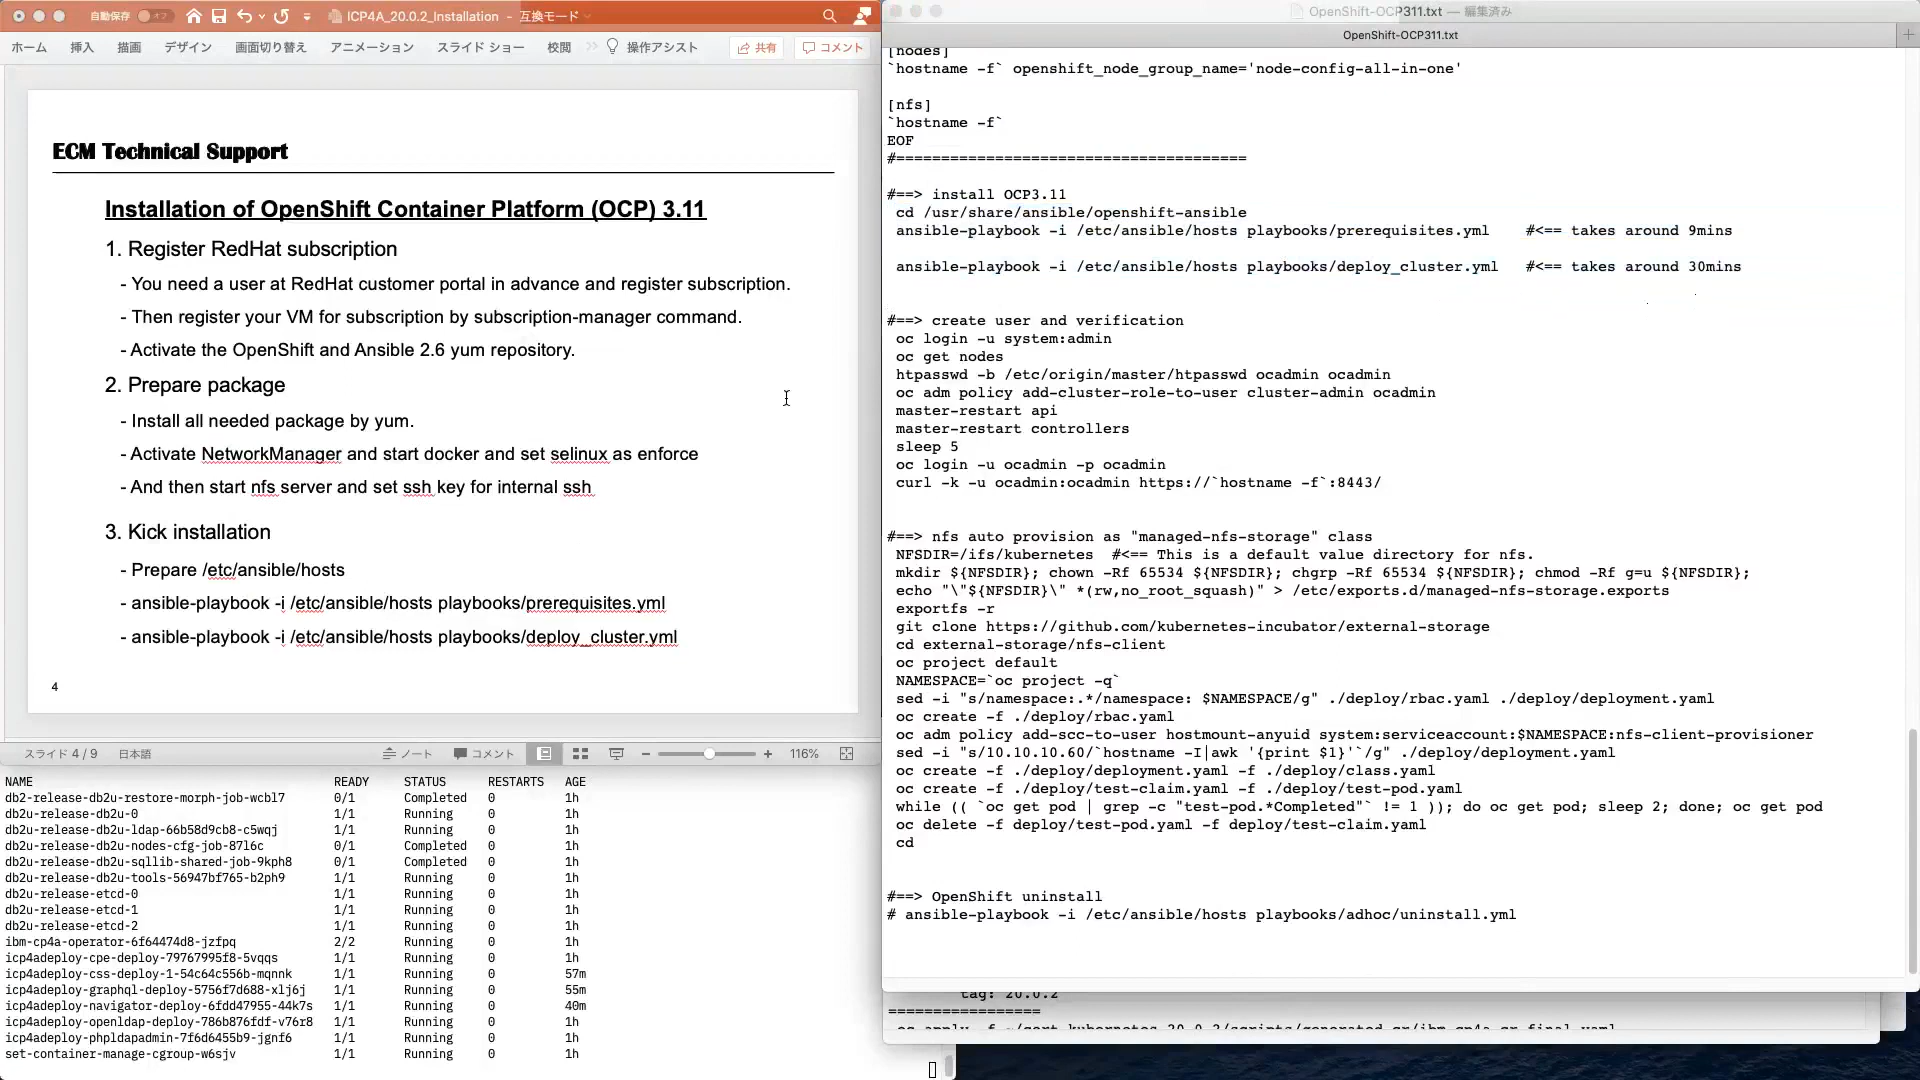 自動保存 オフ
ICP4A_20.0.2_Installation - 互換モード
ホーム 挿入 描画 デザイン 画面切り替え アニメーション スライド ショー 校閲 操作アシスト 共有 コメント
ECM Technical Support
Installation of OpenShift Container Platform (OCP) 3.11
1. Register RedHat subscription
- You need a user at RedHat customer portal in advance and register subscription.
- Then register your VM for subscription by subscription-manager command.
- Activate the OpenShift and Ansible 2.6 yum repository.
2. Prepare package
- Install all needed package by yum.
- Activate NetworkManager and start docker and set selinux as enforce
- And then start nfs server and set ssh key for internal ssh
3. Kick installation
- Prepare /etc/ansible/hosts
- ansible-playbook -i /etc/ansible/hosts playbooks/prerequisites.yml
- ansible-playbook -i /etc/ansible/hosts playbooks/deploy_cluster.yml
4
スライド 4 / 9 日本語 ノート コメント 116%
NAME READY STATUS RESTARTS AGE
db2-release-db2u-restore-morph-job-wcbl7 0/1 Completed 0 1h
db2u-release-db2u-0 1/1 Running 0 1h
db2u-release-db2u-ldap-66b58d9cb8-c5wqj 1/1 Running 0 1h
db2u-release-db2u-nodes-cfg-job-87l6c 0/1 Completed 0 1h
db2u-release-db2u-sqllib-shared-job-9kph8 0/1 Completed 0 1h
db2u-release-db2u-tools-56947bf765-b2ph9 1/1 Running 0 1h
db2u-release-etcd-0 1/1 Running 0 1h
db2u-release-etcd-1 1/1 Running 0 1h
db2u-release-etcd-2 1/1 Running 0 1h
ibm-cp4a-operator-6f64474d8-jzfpq 2/2 Running 0 1h
icp4adeploy-cpe-deploy-79767995f8-5vqqs 1/1 Running 0 1h
icp4adeploy-css-deploy-1-54c64c556b-mqnnk 1/1 Running 0 57m
icp4adeploy-graphql-deploy-5756f7d688-xlj6j 1/1 Running 0 55m
icp4adeploy-navigator-deploy-6fdd47955-44k7s 1/1 Running 0 40m
icp4adeploy-openldap-deploy-786b876fdf-v76r8 1/1 Running 0 1h
icp4adeploy-phpldapadmin-7f6d6455b9-jgnf6 1/1 Running 0 1h
set-container-manage-cgroup-w6sjv 1/1 Running 0 1h
OpenShift-OCP311.txt — 編集済み
OpenShift-OCP311.txt
[nodes]
`hostname -f` openshift_node_group_name='node-config-all-in-one'
[nfs]
`hostname -f`
EOF
#=======================================
#==> install OCP3.11
cd /usr/share/ansible/openshift-ansible
ansible-playbook -i /etc/ansible/hosts playbooks/prerequisites.yml #<== takes around 9mins
ansible-playbook -i /etc/ansible/hosts playbooks/deploy_cluster.yml #<== takes around 30mins
#==> create user and verification
oc login -u system:admin
oc get nodes
htpasswd -b /etc/origin/master/htpasswd ocadmin ocadmin
oc adm policy add-cluster-role-to-user cluster-admin ocadmin
master-restart api
master-restart controllers
sleep 5
oc login -u ocadmin -p ocadmin
curl -k -u ocadmin:ocadmin https://`hostname -f`:8443/
#==> nfs auto provision as "managed-nfs-storage" class
NFSDIR=/ifs/kubernetes #<== This is a default value directory for nfs.
mkdir ${NFSDIR}; chown -Rf 65534 ${NFSDIR}; chgrp -Rf 65534 ${NFSDIR}; chmod -Rf g=u ${NFSDIR};
echo "\"${NFSDIR}\" *(rw,no_root_squash)" > /etc/exports.d/managed-nfs-storage.exports
exportfs -r
git clone https://github.com/kubernetes-incubator/external-storage
cd external-storage/nfs-client
oc project default
NAMESPACE=`oc project -q`
sed -i "s/namespace:.*/namespace: $NAMESPACE/g" ./deploy/rbac.yaml ./deploy/deployment.yaml
oc create -f ./deploy/rbac.yaml
oc adm policy add-scc-to-user hostmount-anyuid system:serviceaccount:$NAMESPACE:nfs-client-provisioner
sed -i "s/10.10.10.60/`hostname -I|awk '{print $1}'`/g" ./deploy/deployment.yaml
oc create -f ./deploy/deployment.yaml -f ./deploy/class.yaml
oc create -f ./deploy/test-claim.yaml -f ./deploy/test-pod.yaml
while (( `oc get pod | grep -c "test-pod.*Completed"` != 1 )); do oc get pod; sleep 2; done; oc get pod
oc delete -f deploy/test-pod.yaml -f deploy/test-claim.yaml
cd
#==> OpenShift uninstall
# ansible-playbook -i /etc/ansible/hosts playbooks/adhoc/uninstall.yml
tag: 20.0.2
=================